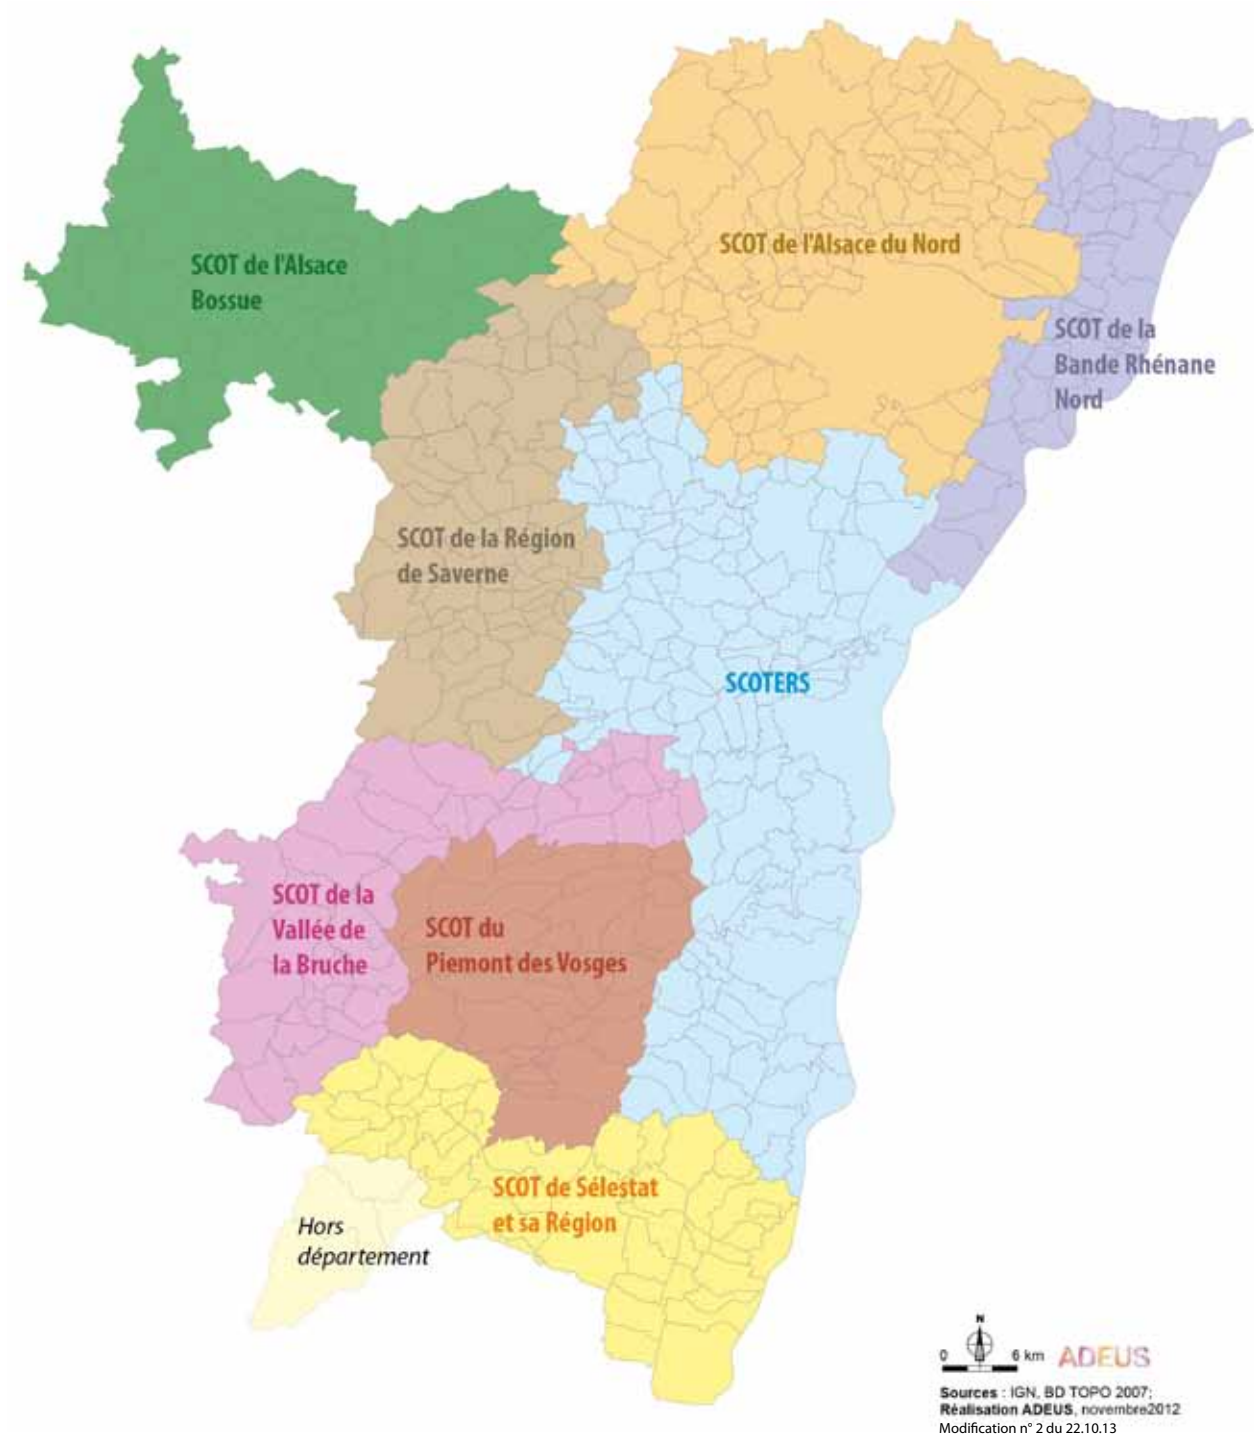 SCOT de l'Alsace du Nord
SCOT de l'Alsace
Bossue
SCOT de la
Bande Rhénane
Nord
SCOT de la Région
de Saverne
SCOTERS
SCOT de la
Vallée de
la Bruche
SCOT du
Piemont des Vosges
SCOT de Sélestat
et sa Région
Hors
département
N
0 6 km ADEUS
Sources : IGN, BD TOPO 2007;
Réalisation ADEUS, novembre2012
Modification n° 2 du 22.10.13